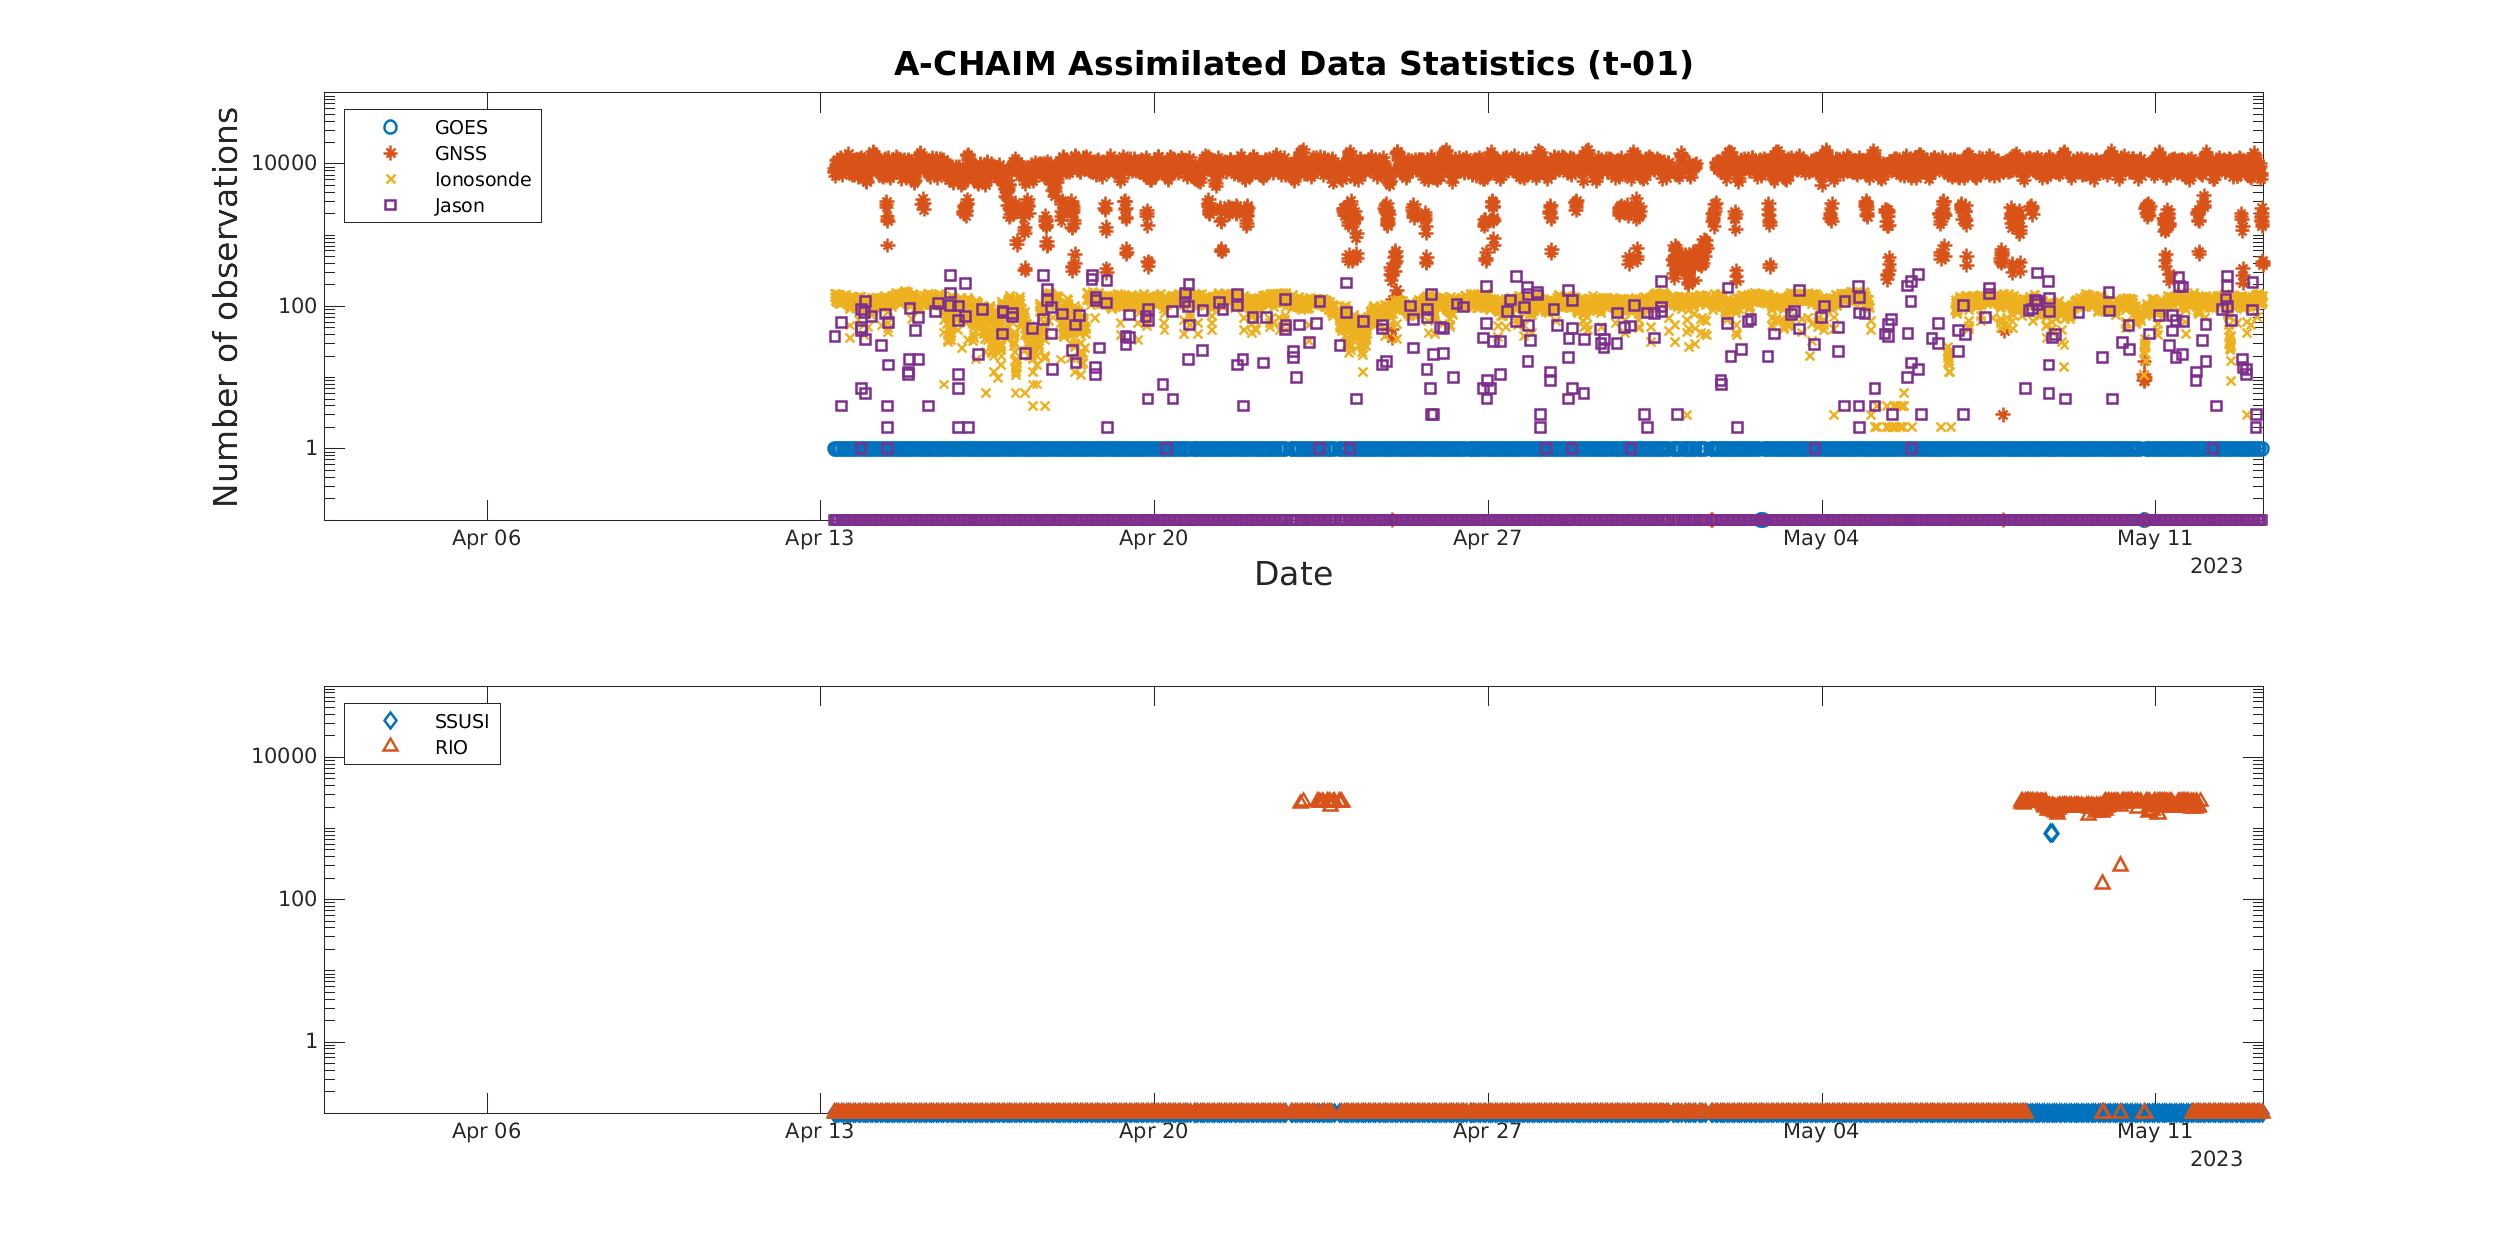 A-CHAIM Assimilated Data Statistics (t-01)
GOES
GNSS
Ionosonde
Jason
10000
100
1
Number of observations
Apr 06 Apr 13 Apr 20 Apr 27 May 04 May 11
2023
Date
SSUSI
RIO
10000
100
1
Apr 06 Apr 13 Apr 20 Apr 27 May 04 May 11
2023